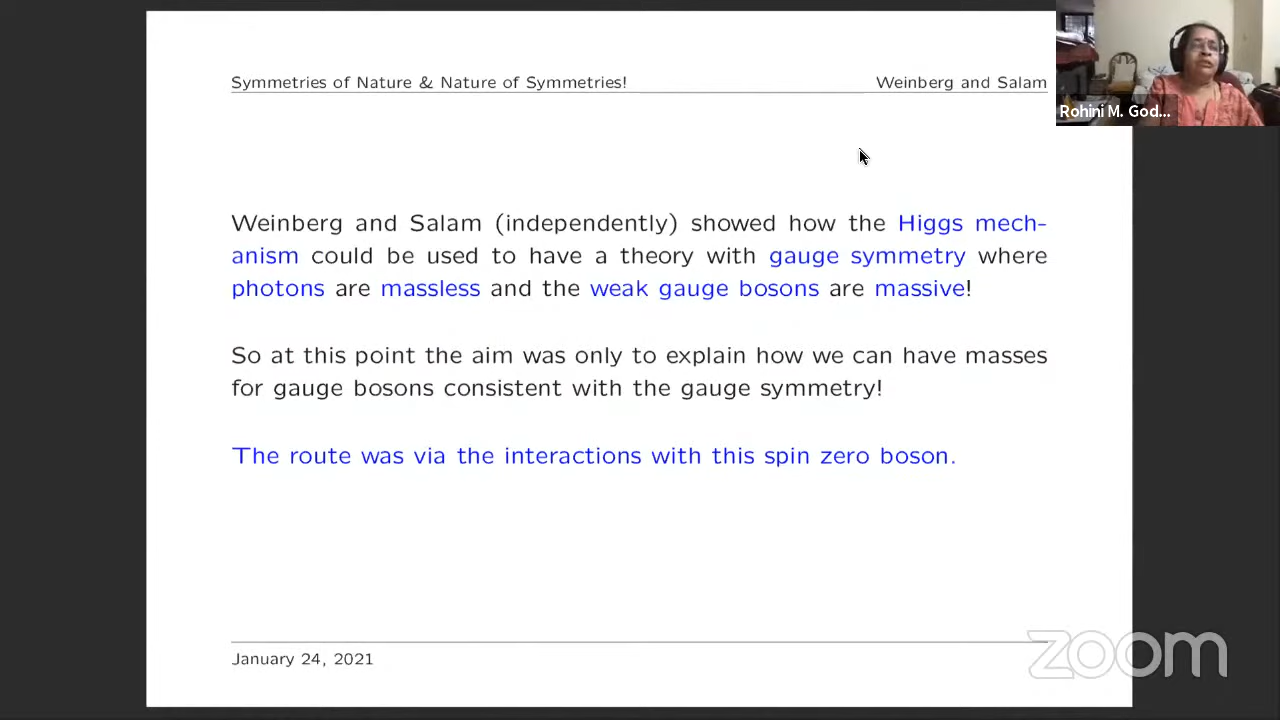 Symmetries of Nature & Nature of Symmetries!
Weinberg and Salam
Rohini M. God...
Weinberg and Salam (independently) showed how the Higgs mech-
anism could be used to have a theory with gauge symmetry where
photons are massless and the weak gauge bosons are massive!
So at this point the aim was only to explain how we can have masses
for gauge bosons consistent with the gauge symmetry!
The route was via the interactions with this spin zero boson.
January 24, 2021
zoom